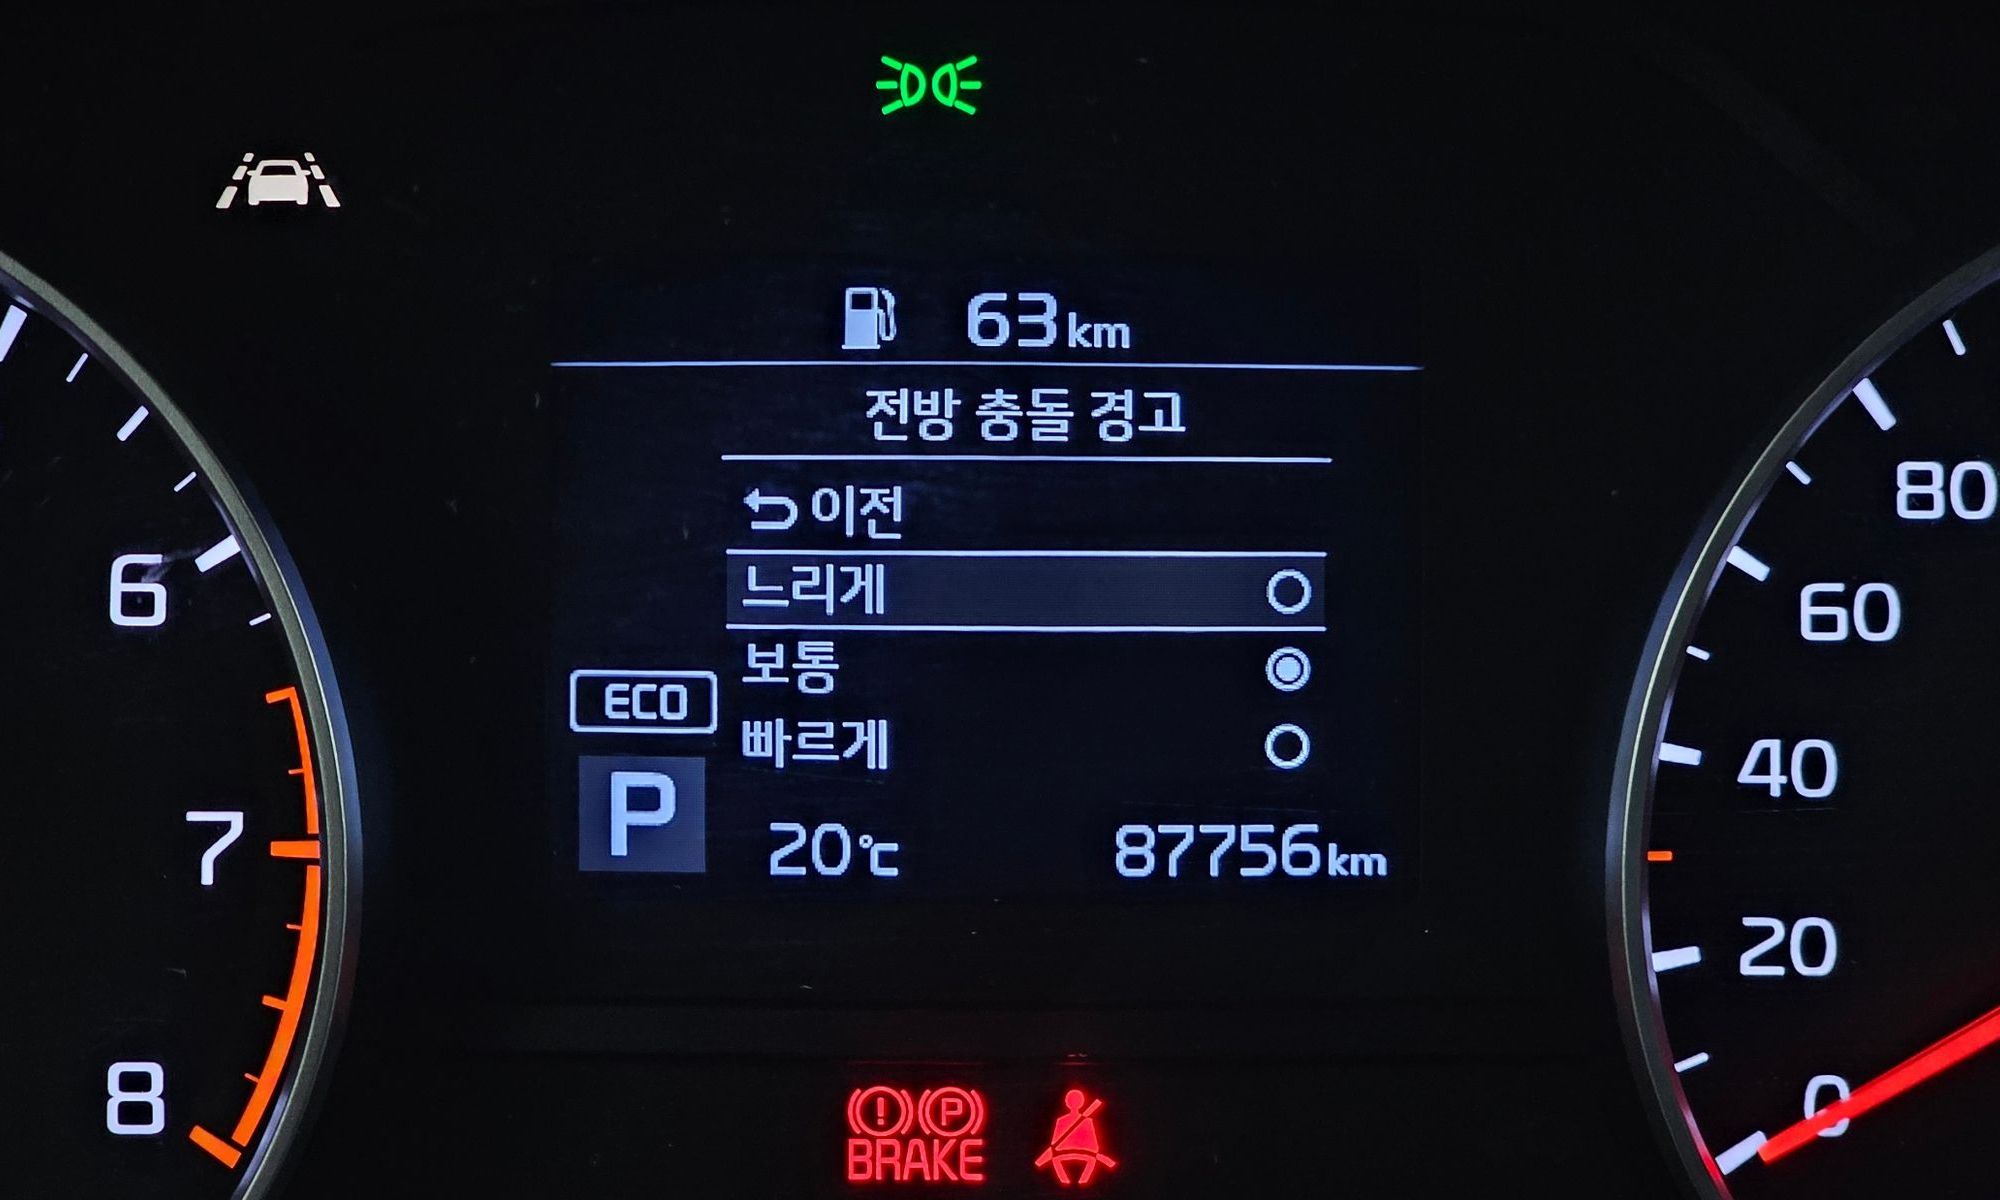 63km
전방 충돌 경고
이전
느리게
보통
빠르게
ECO
P
20℃
87756km
6
7
8
80
60
40
20
0
P
BRAKE